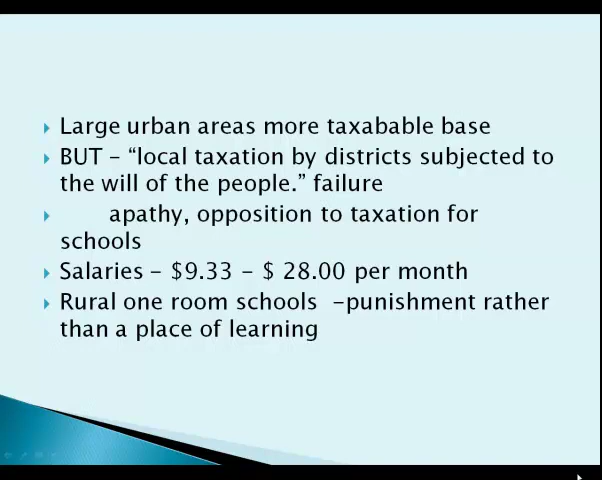 Large urban areas more taxabable base
BUT – “local taxation by districts subjected to
the will of the people.” failure
apathy, opposition to taxation for
schools
Salaries – $9.33 – $ 28.00 per month
Rural one room schools –punishment rather
than a place of learning